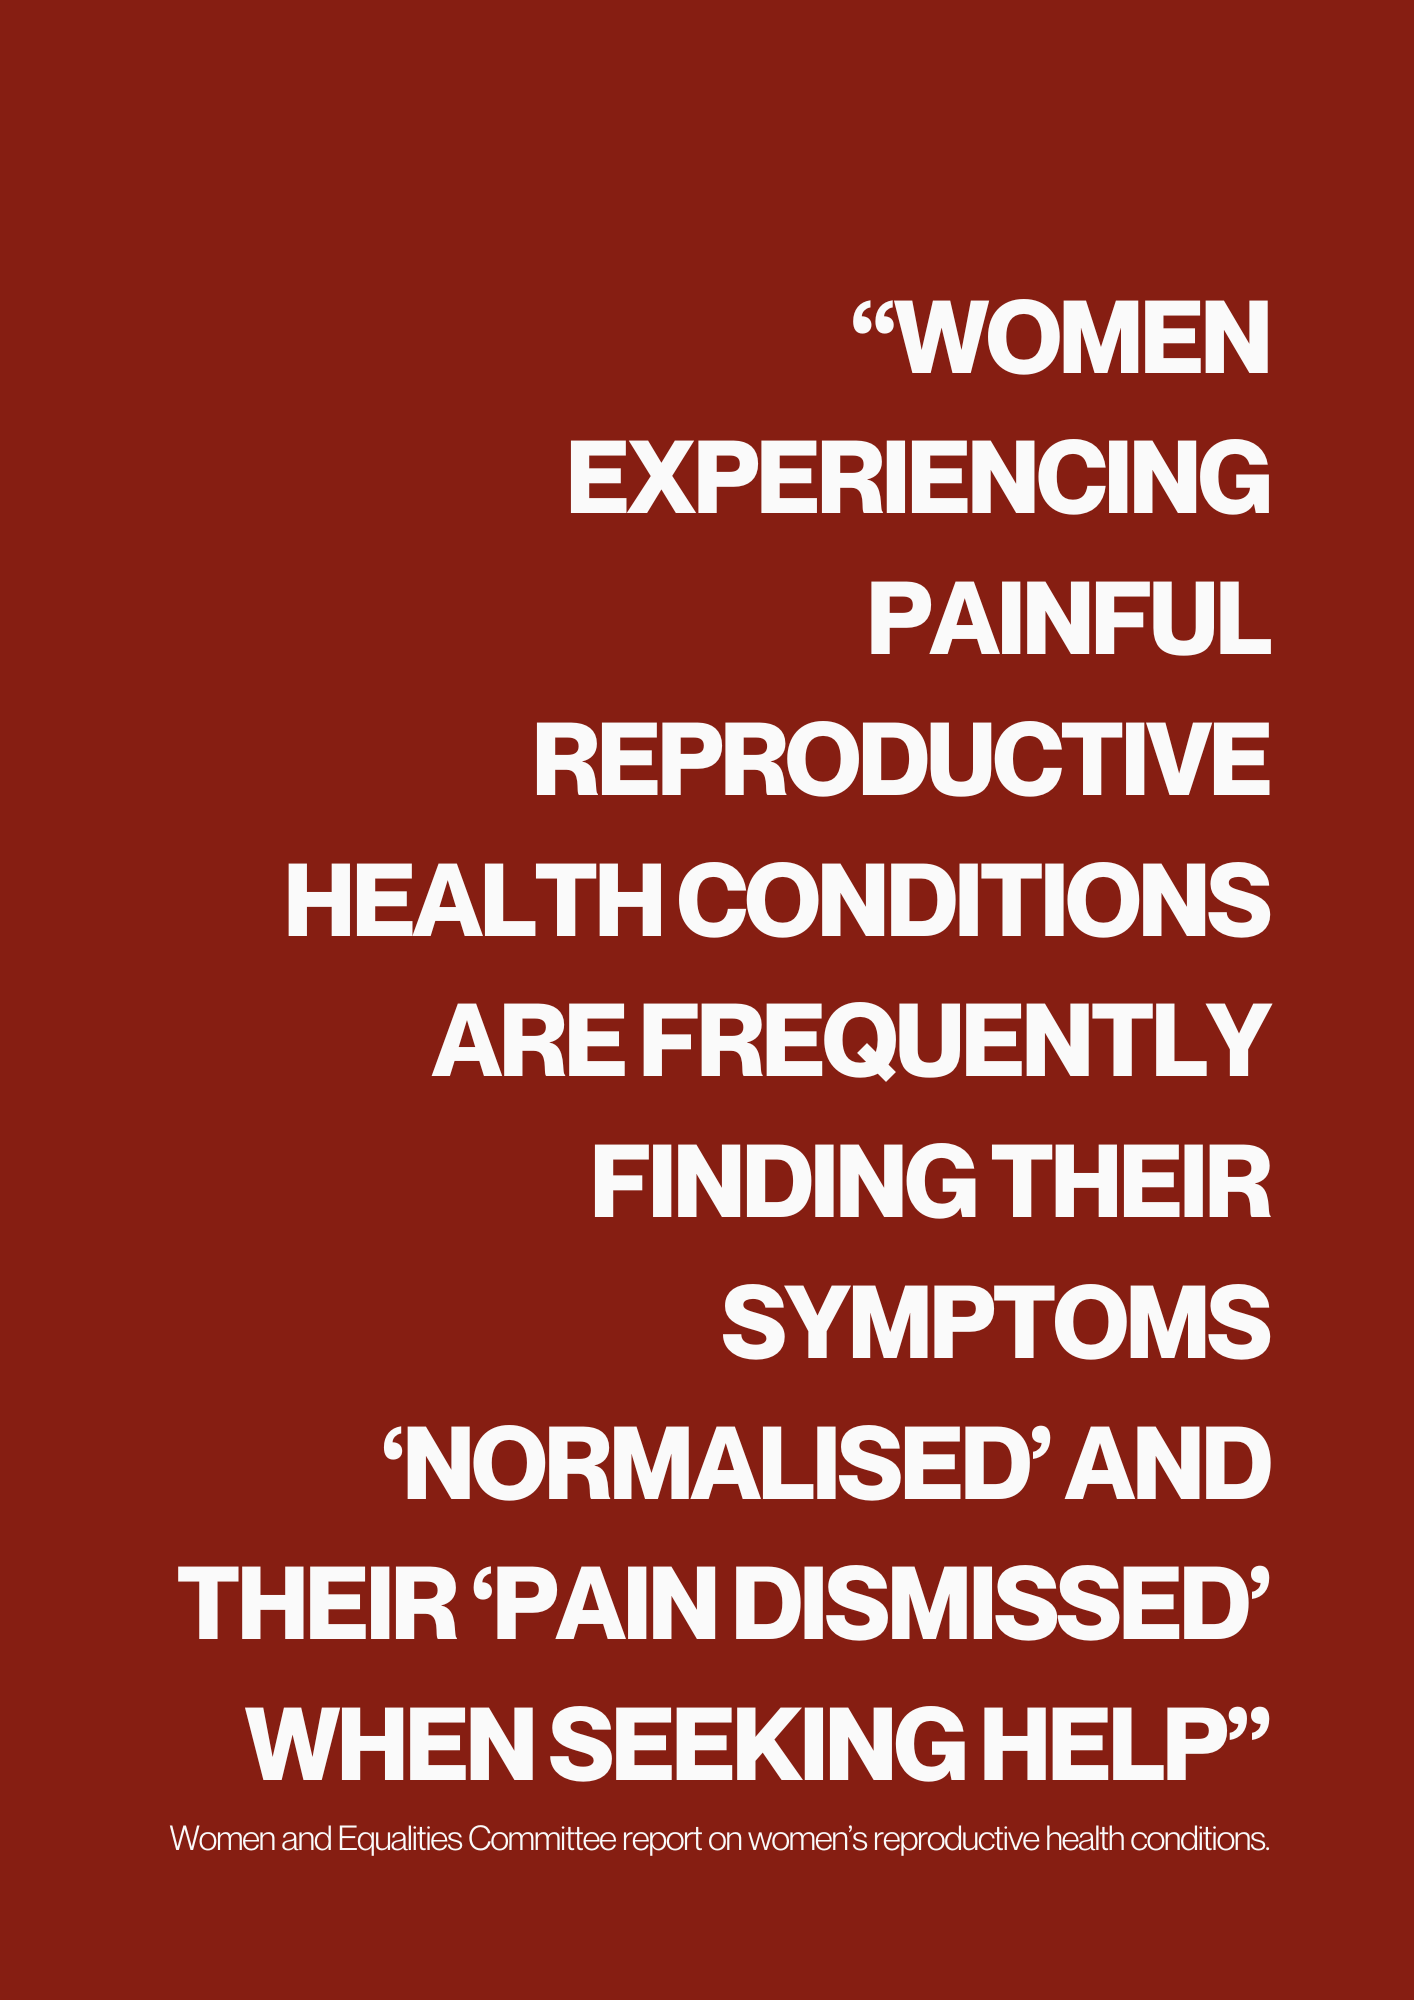 “WOMEN
EXPERIENCING
PAINFUL
REPRODUCTIVE
HEALTH CONDITIONS
ARE FREQUENTLY
FINDING THEIR
SYMPTOMS
‘NORMALISED’ AND
THEIR ‘PAIN DISMISSED’
WHEN SEEKING HELP”
Women and Equalities Committee report on women’s reproductive health conditions.